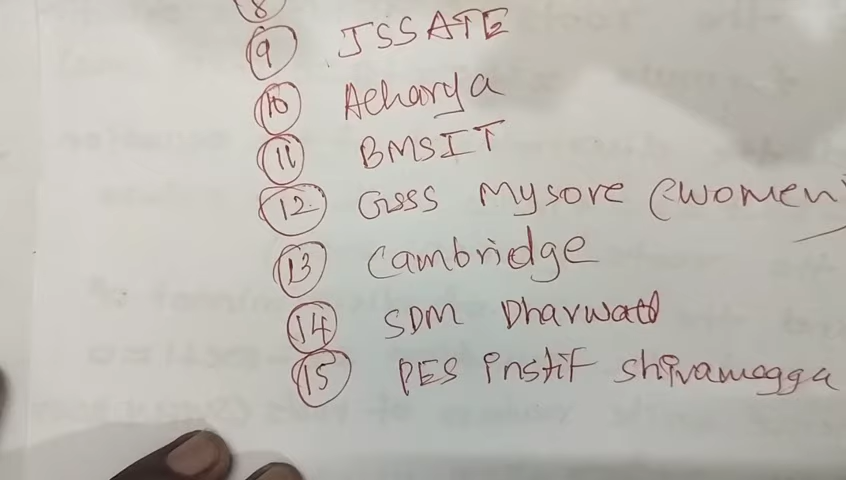 8
9 JSSATE
10 Acharya
11 BMSIT
12 GSSS Mysore (women)
13 Cambridge
14 SDM Dharwad
15 PES instit Shivamogga